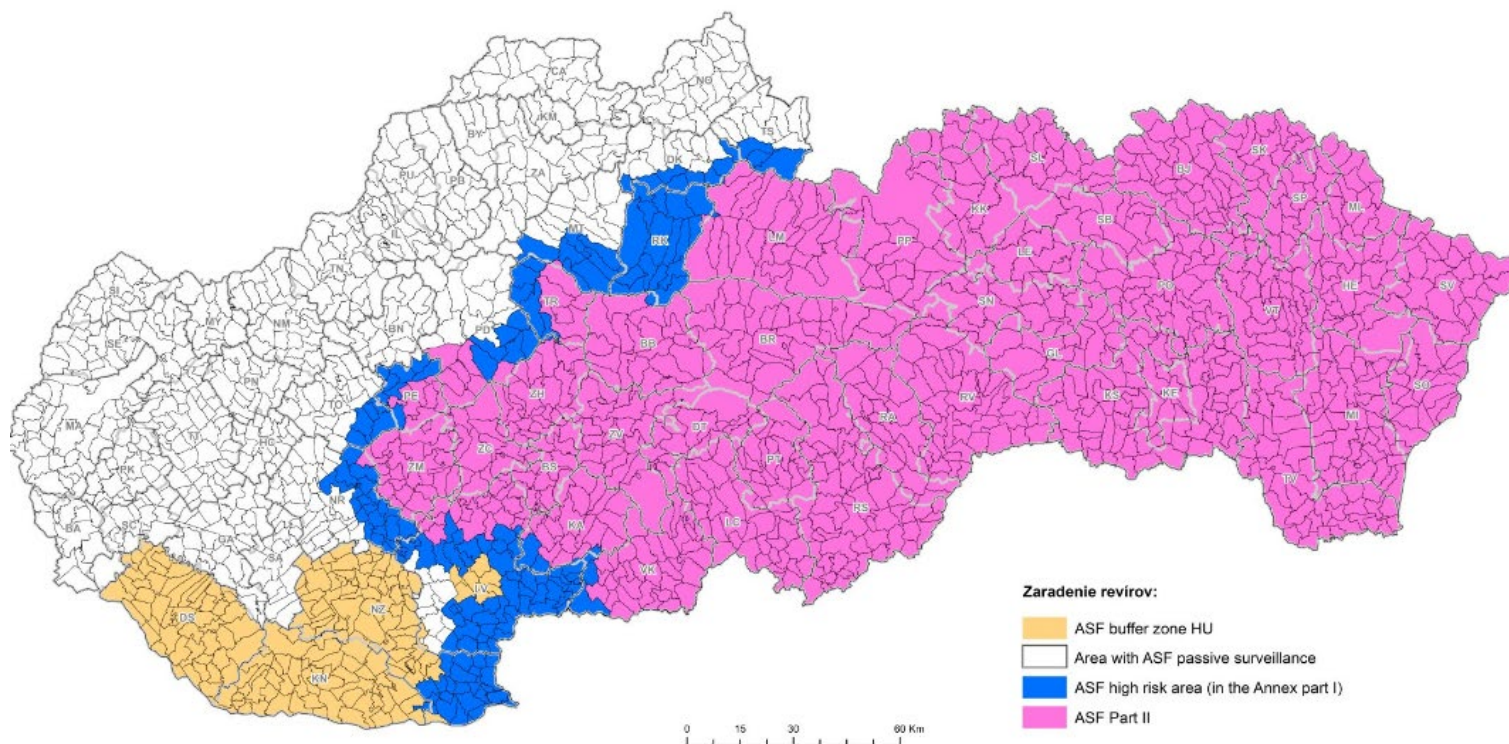 CA
NO
KM
BY
TS
DK
PU
PB
ZA
SL
BJ
SK
SP
ML
KK
SB
IL
MT
RK
LM
PP
LE
TN
SN
PO
HE
SV
SI
MY
NM
BN
PD
TR
VT
SE
BB
BR
GL
PN
PE
ZH
KS
KE
SO
TO
RA
RV
MI
MA
TT
HC
ZV
DT
ZM
ZC
BS
PT
PK
NR
TV
RS
BA
SC
GA
SA
KA
LC
VK
LV
DS
NZ
KN
Zaradenie revírov:
ASF buffer zone HU
Area with ASF passive surveillance
ASF high risk area (in the Annex part I)
ASF Part II
0 15 30 60 Km